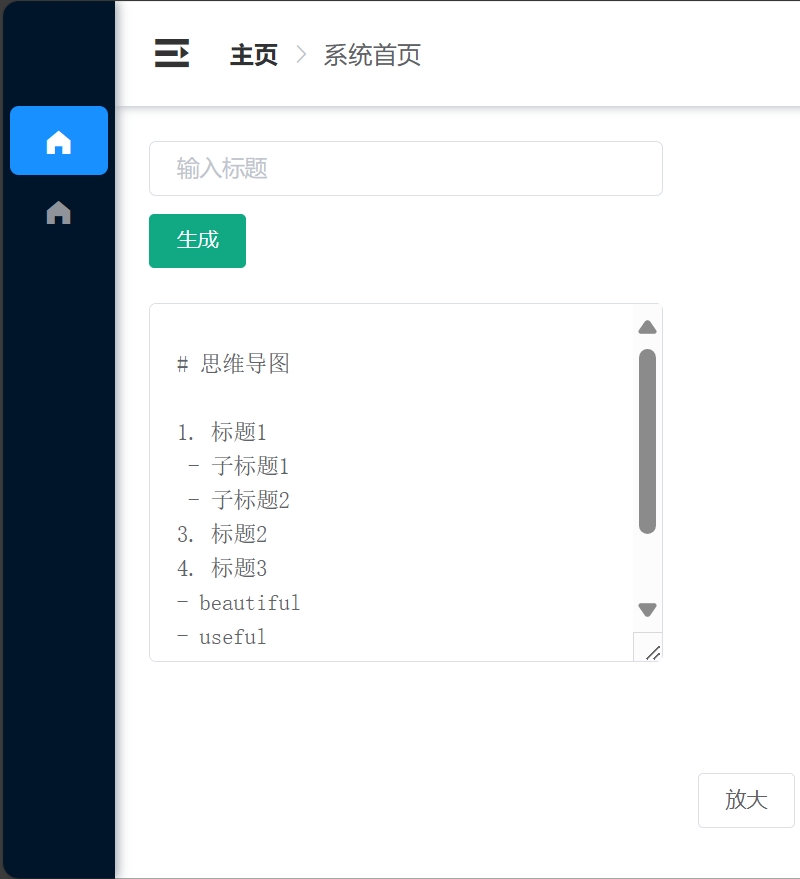 主页 > 系统首页
输入标题
生成
# 思维导图
1. 标题1
- 子标题1
- 子标题2
3. 标题2
4. 标题3
- beautiful
- useful
放大